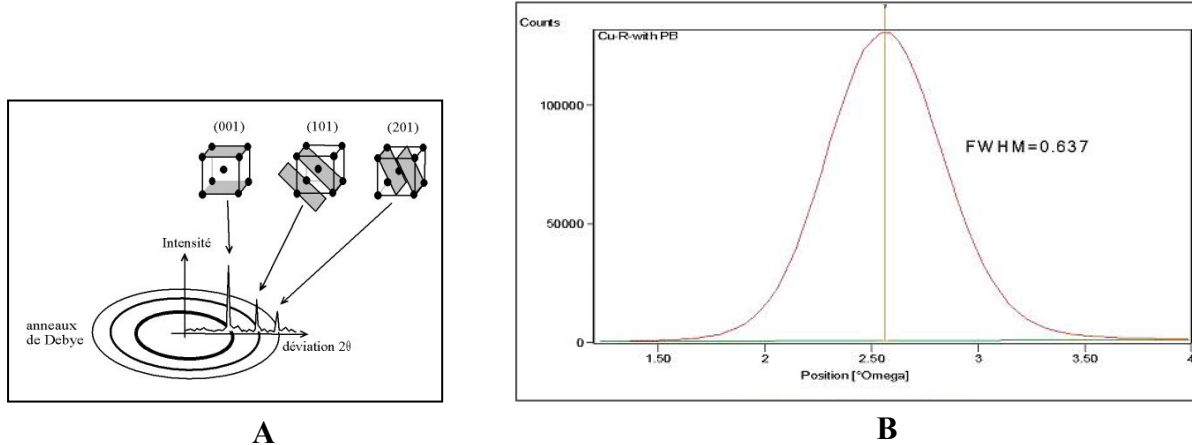 (001)
(101)
(201)
Intensité
anneaux
de Debye
déviation 2θ
A
Counts
Cu-R-with PB
100000
FWHM=0.637
50000
0
1.50
2
2.50
3
3.50
4
Position [°Omega]
B